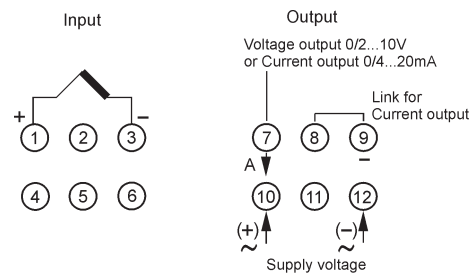 Input
Output
Voltage output 0/2...10V
or Current output 0/4...20mA
Link for
Current output
+ −
1 2 3
7 8 9
−
A
4 5 6
10 11 12
(+) (−)
~ ~
Supply voltage